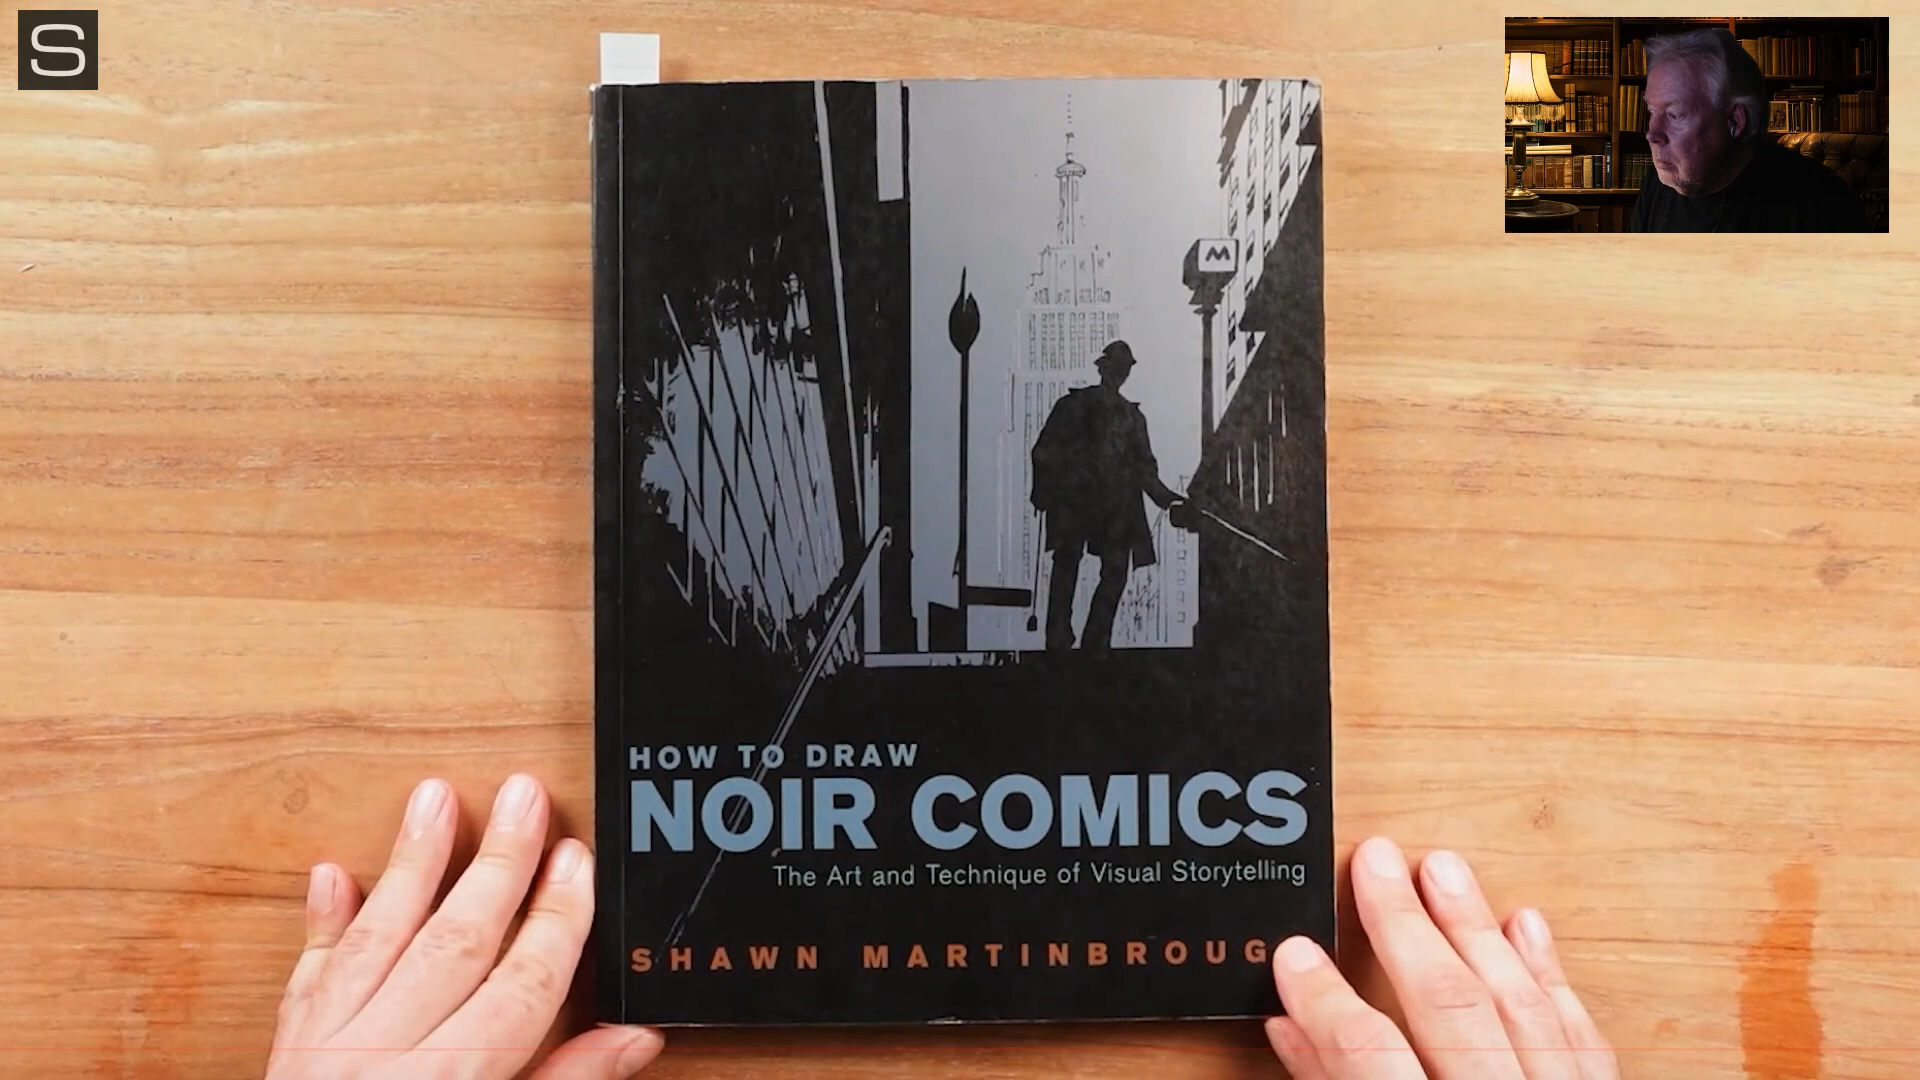 S
M
HOW TO DRAW
NOIR COMICS
The Art and Technique of Visual Storytelling
SHAWN MARTINBROUG